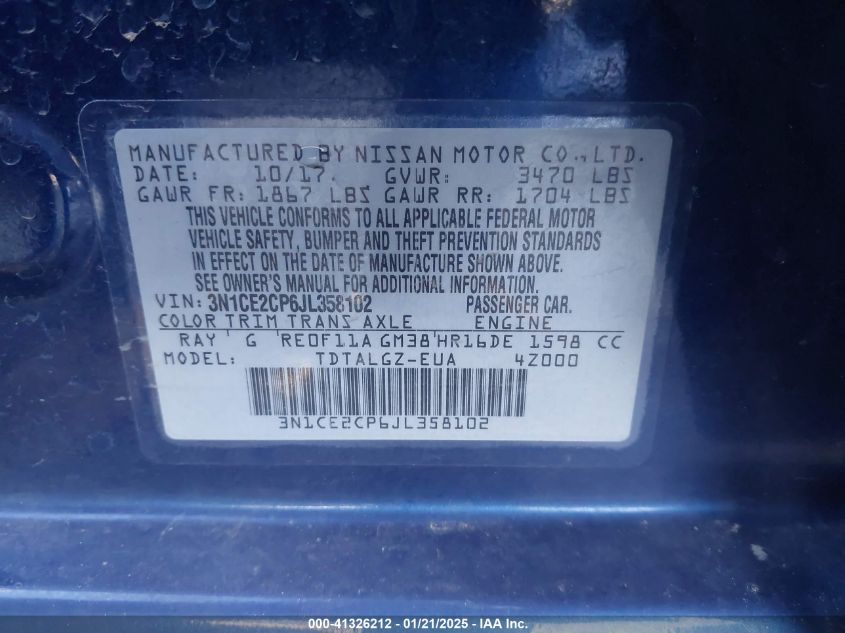 MANUFACTURED BY NISSAN MOTOR CO., LTD.
DATE: 10/17. GVWR: 3470 LBS
GAWR FR: 1867 LBS GAWR RR: 1704 LBS
THIS VEHICLE CONFORMS TO ALL APPLICABLE FEDERAL MOTOR
VEHICLE SAFETY, BUMPER AND THEFT PREVENTION STANDARDS
IN EFFECT ON THE DATE OF MANUFACTURE SHOWN ABOVE.
SEE OWNER'S MANUAL FOR ADDITIONAL INFORMATION.
VIN: 3N1CE2CP6JL358102 PASSENGER CAR.
COLOR TRIM TRANS AXLE ENGINE
RAY G RE0F11A GM38 HR16DE 1598 CC
MODEL: TDTALGZ-EUA 4Z000
3N1CE2CP6JL358102
000-41326212 - 01/21/2025 - IAA Inc.